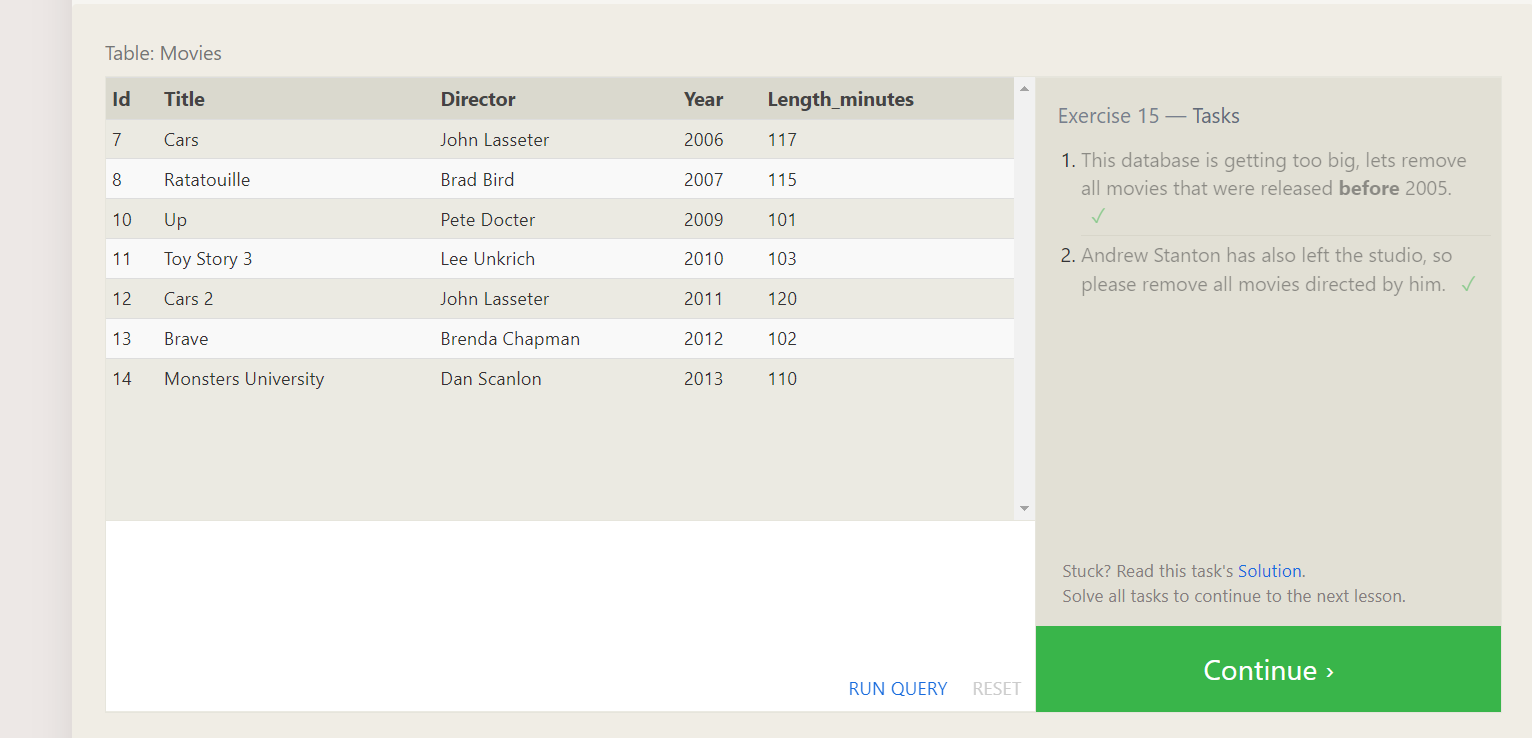 Table: Movies
Id Title Director Year Length_minutes
7 Cars John Lasseter 2006 117
8 Ratatouille Brad Bird 2007 115
10 Up Pete Docter 2009 101
11 Toy Story 3 Lee Unkrich 2010 103
12 Cars 2 John Lasseter 2011 120
13 Brave Brenda Chapman 2012 102
14 Monsters University Dan Scanlon 2013 110
RUN QUERY RESET
Exercise 15 — Tasks
1. This database is getting too big, lets remove
all movies that were released before 2005.
✓
2. Andrew Stanton has also left the studio, so
please remove all movies directed by him. ✓
Stuck? Read this task's Solution.
Solve all tasks to continue to the next lesson.
Continue ›